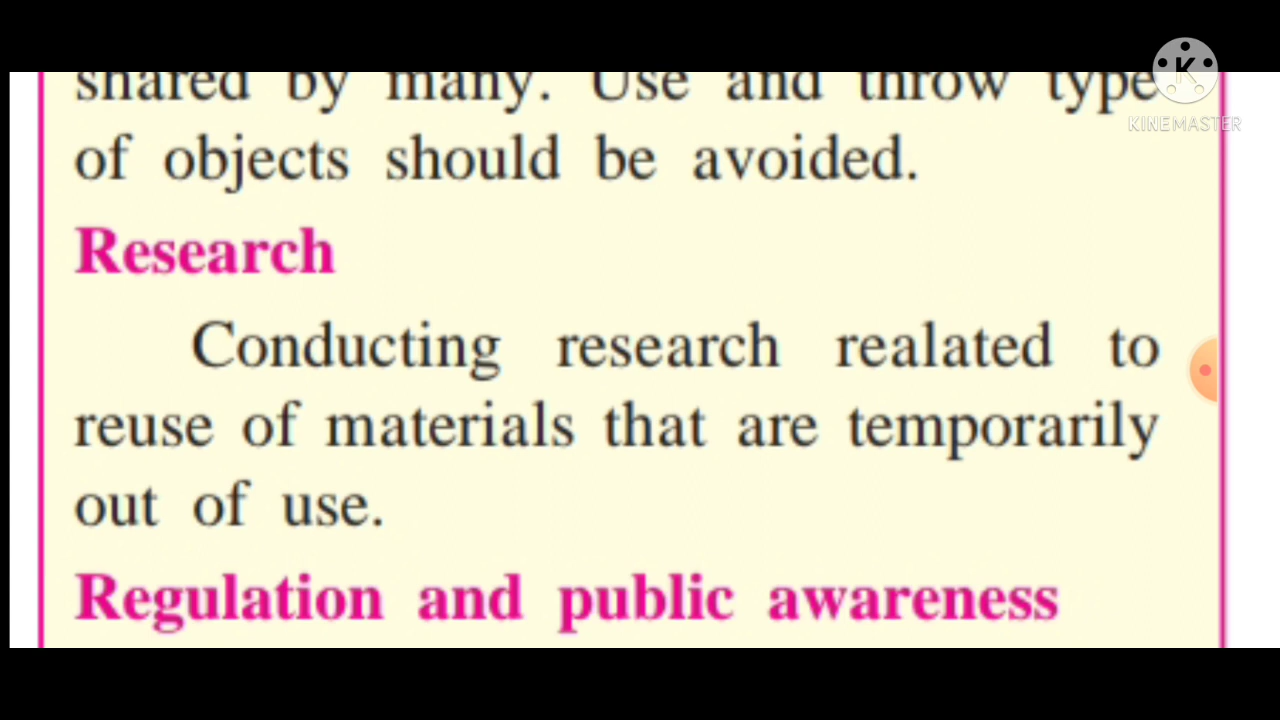 shared by many. Use and throw type
of objects should be avoided.
Research
Conducting research realated to
reuse of materials that are temporarily
out of use.
Regulation and public awareness
K
KINEMASTER